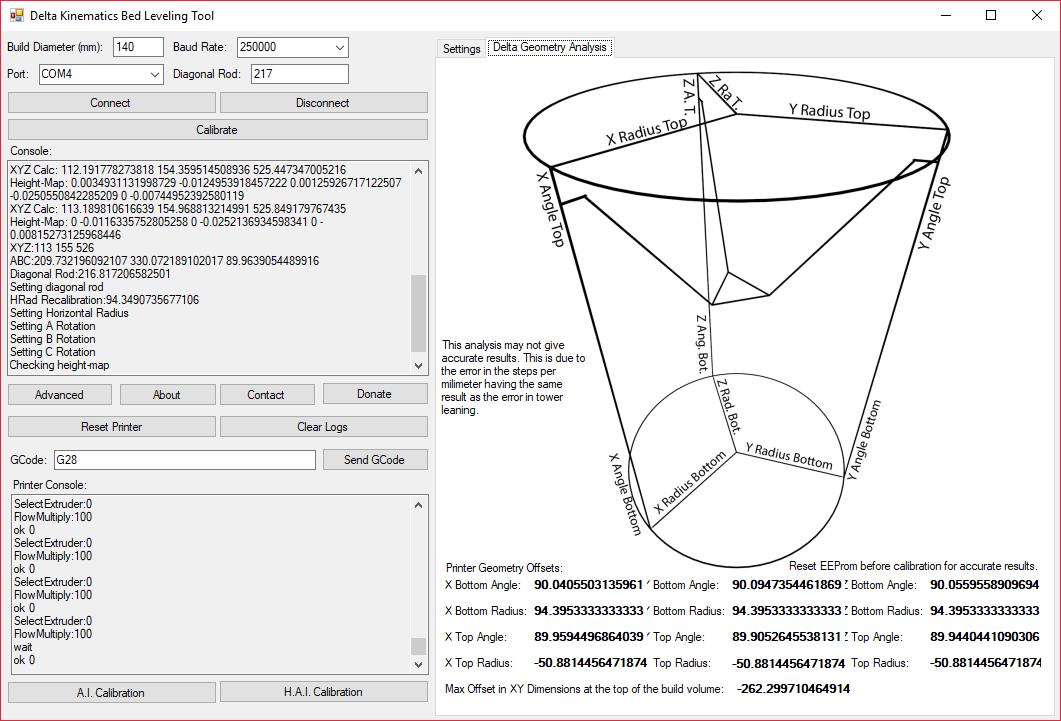 Delta Kinematics Bed Leveling Tool
Build Diameter (mm): 140 Baud Rate: 250000
Port: COM4 Diagonal Rod: 217
Connect Disconnect
Calibrate
Console:
XYZ Calc: 112.191778273818 154.359514508936 525.447347005216
Height-Map: 0.0034931131998729 -0.0124953918457222 0.00125926717122507
-0.0250550842285209 0 -0.00744952392580119
XYZ Calc: 113.189810616639 154.968813214991 525.849179767435
Height-Map: 0 -0.0116335752805258 0 -0.0252136934598341 0 -
0.00815273125968446
XYZ:113 155 526
ABC:209.732196092107 330.072189102017 89.9639054489916
Diagonal Rod:216.817206582501
Setting diagonal rod
HRad Recalibration:94.3490735677106
Setting Horizontal Radius
Setting A Rotation
Setting B Rotation
Setting C Rotation
Checking height-map
Advanced About Contact Donate
Reset Printer Clear Logs
GCode: G28 Send GCode
Printer Console:
SelectExtruder:0
FlowMultiply:100
ok 0
SelectExtruder:0
FlowMultiply:100
ok 0
SelectExtruder:0
FlowMultiply:100
ok 0
SelectExtruder:0
FlowMultiply:100
wait
ok 0
A.I. Calibration H.A.I. Calibration
Settings Delta Geometry Analysis
Z A. T.
Z Ra T.
X Radius Top
Y Radius Top
X Angle Top
Y Angle Top
Z Ang. Bot.
Z Rad. Bot.
Y Radius Bottom
X Radius Bottom
X Angle Bottom
Y Angle Bottom
This analysis may not give
accurate results. This is due to
the error in the steps per
milimeter having the same
result as the error in tower
leaning.
Printer Geometry Offsets: Reset EEProm before calibration for accurate results.
X Bottom Angle: 90.0405503135961 Bottom Angle: 90.0947354461869 Bottom Angle: 90.0559558909694
X Bottom Radius: 94.3953333333333 Bottom Radius: 94.3953333333333 Bottom Radius: 94.3953333333333
X Top Angle: 89.9594496864039 Top Angle: 89.9052645538131 Top Angle: 89.9440441090306
X Top Radius: -50.8814456471874 Top Radius: -50.8814456471874 Top Radius: -50.8814456471874
Max Offset in XY Dimensions at the top of the build volume: -262.299710464914